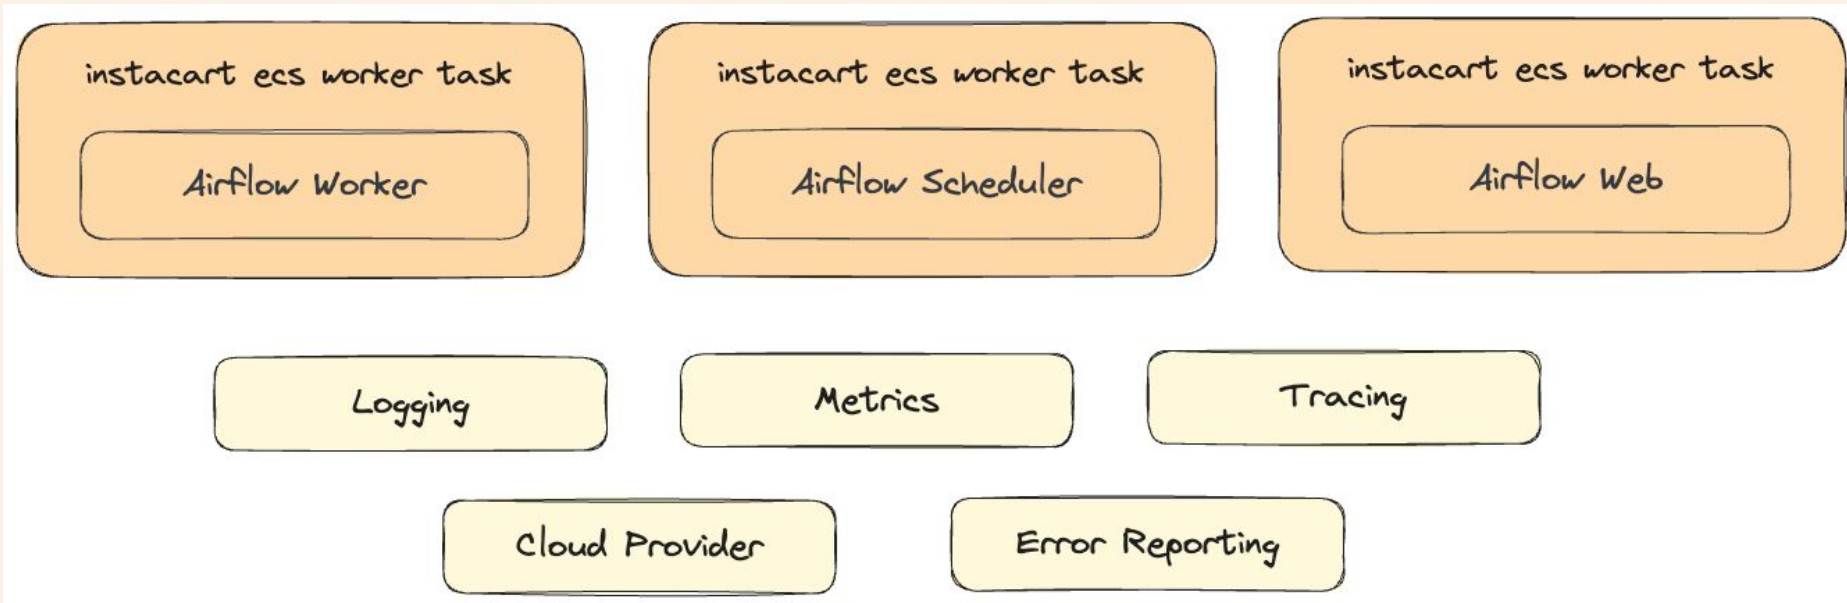 instacart ecs worker task
Airflow Worker
instacart ecs worker task
Airflow Scheduler
instacart ecs worker task
Airflow Web
Logging
Metrics
Tracing
Cloud Provider
Error Reporting